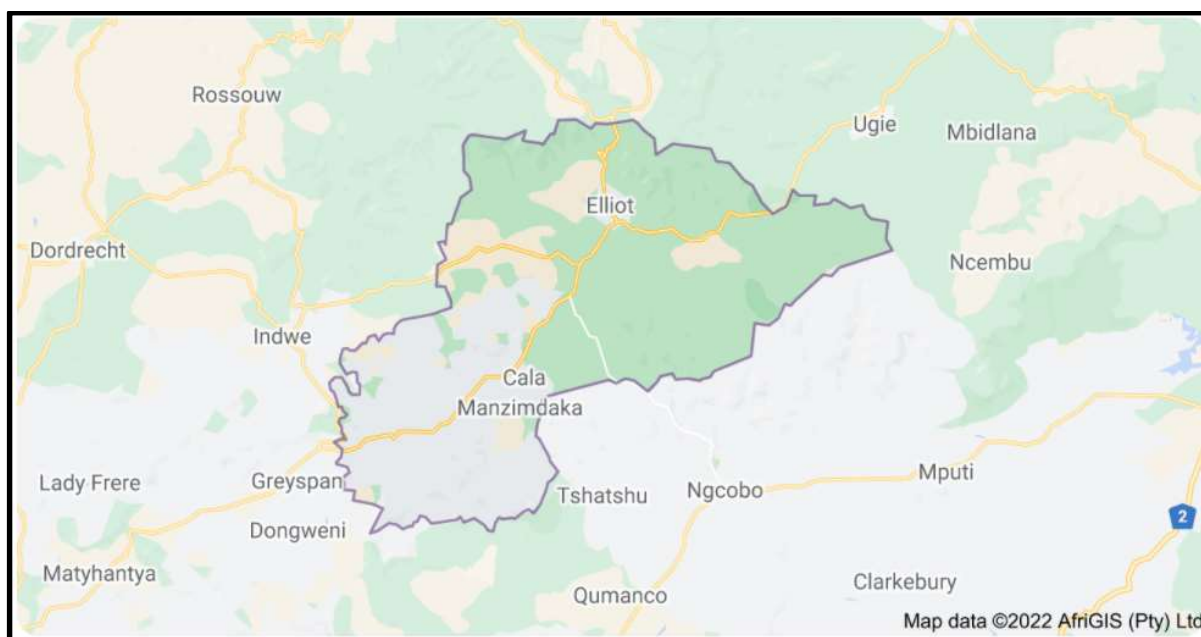 Rossouw
Ugie
Mbidlana
Elliot
Dordrecht
Ncembu
Indwe
Cala
Manzimdaka
Mputi
Lady Frere
Greyspan
Tshatshu
Ngcobo
2
Dongweni
Matyhantya
Clarkebury
Qumanco
Map data ©2022 AfriGIS (Pty) Ltd